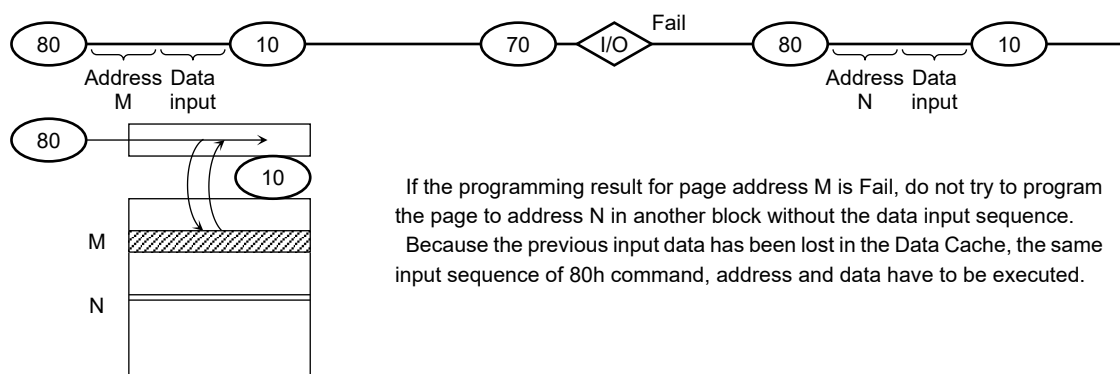 Fail
80 10 70 I/O 80 10
Address Data Address Data
M input N input
80
10
If the programming result for page address M is Fail, do not try to program
the page to address N in another block without the data input sequence.
M
Because the previous input data has been lost in the Data Cache, the same
input sequence of 80h command, address and data have to be executed.
N